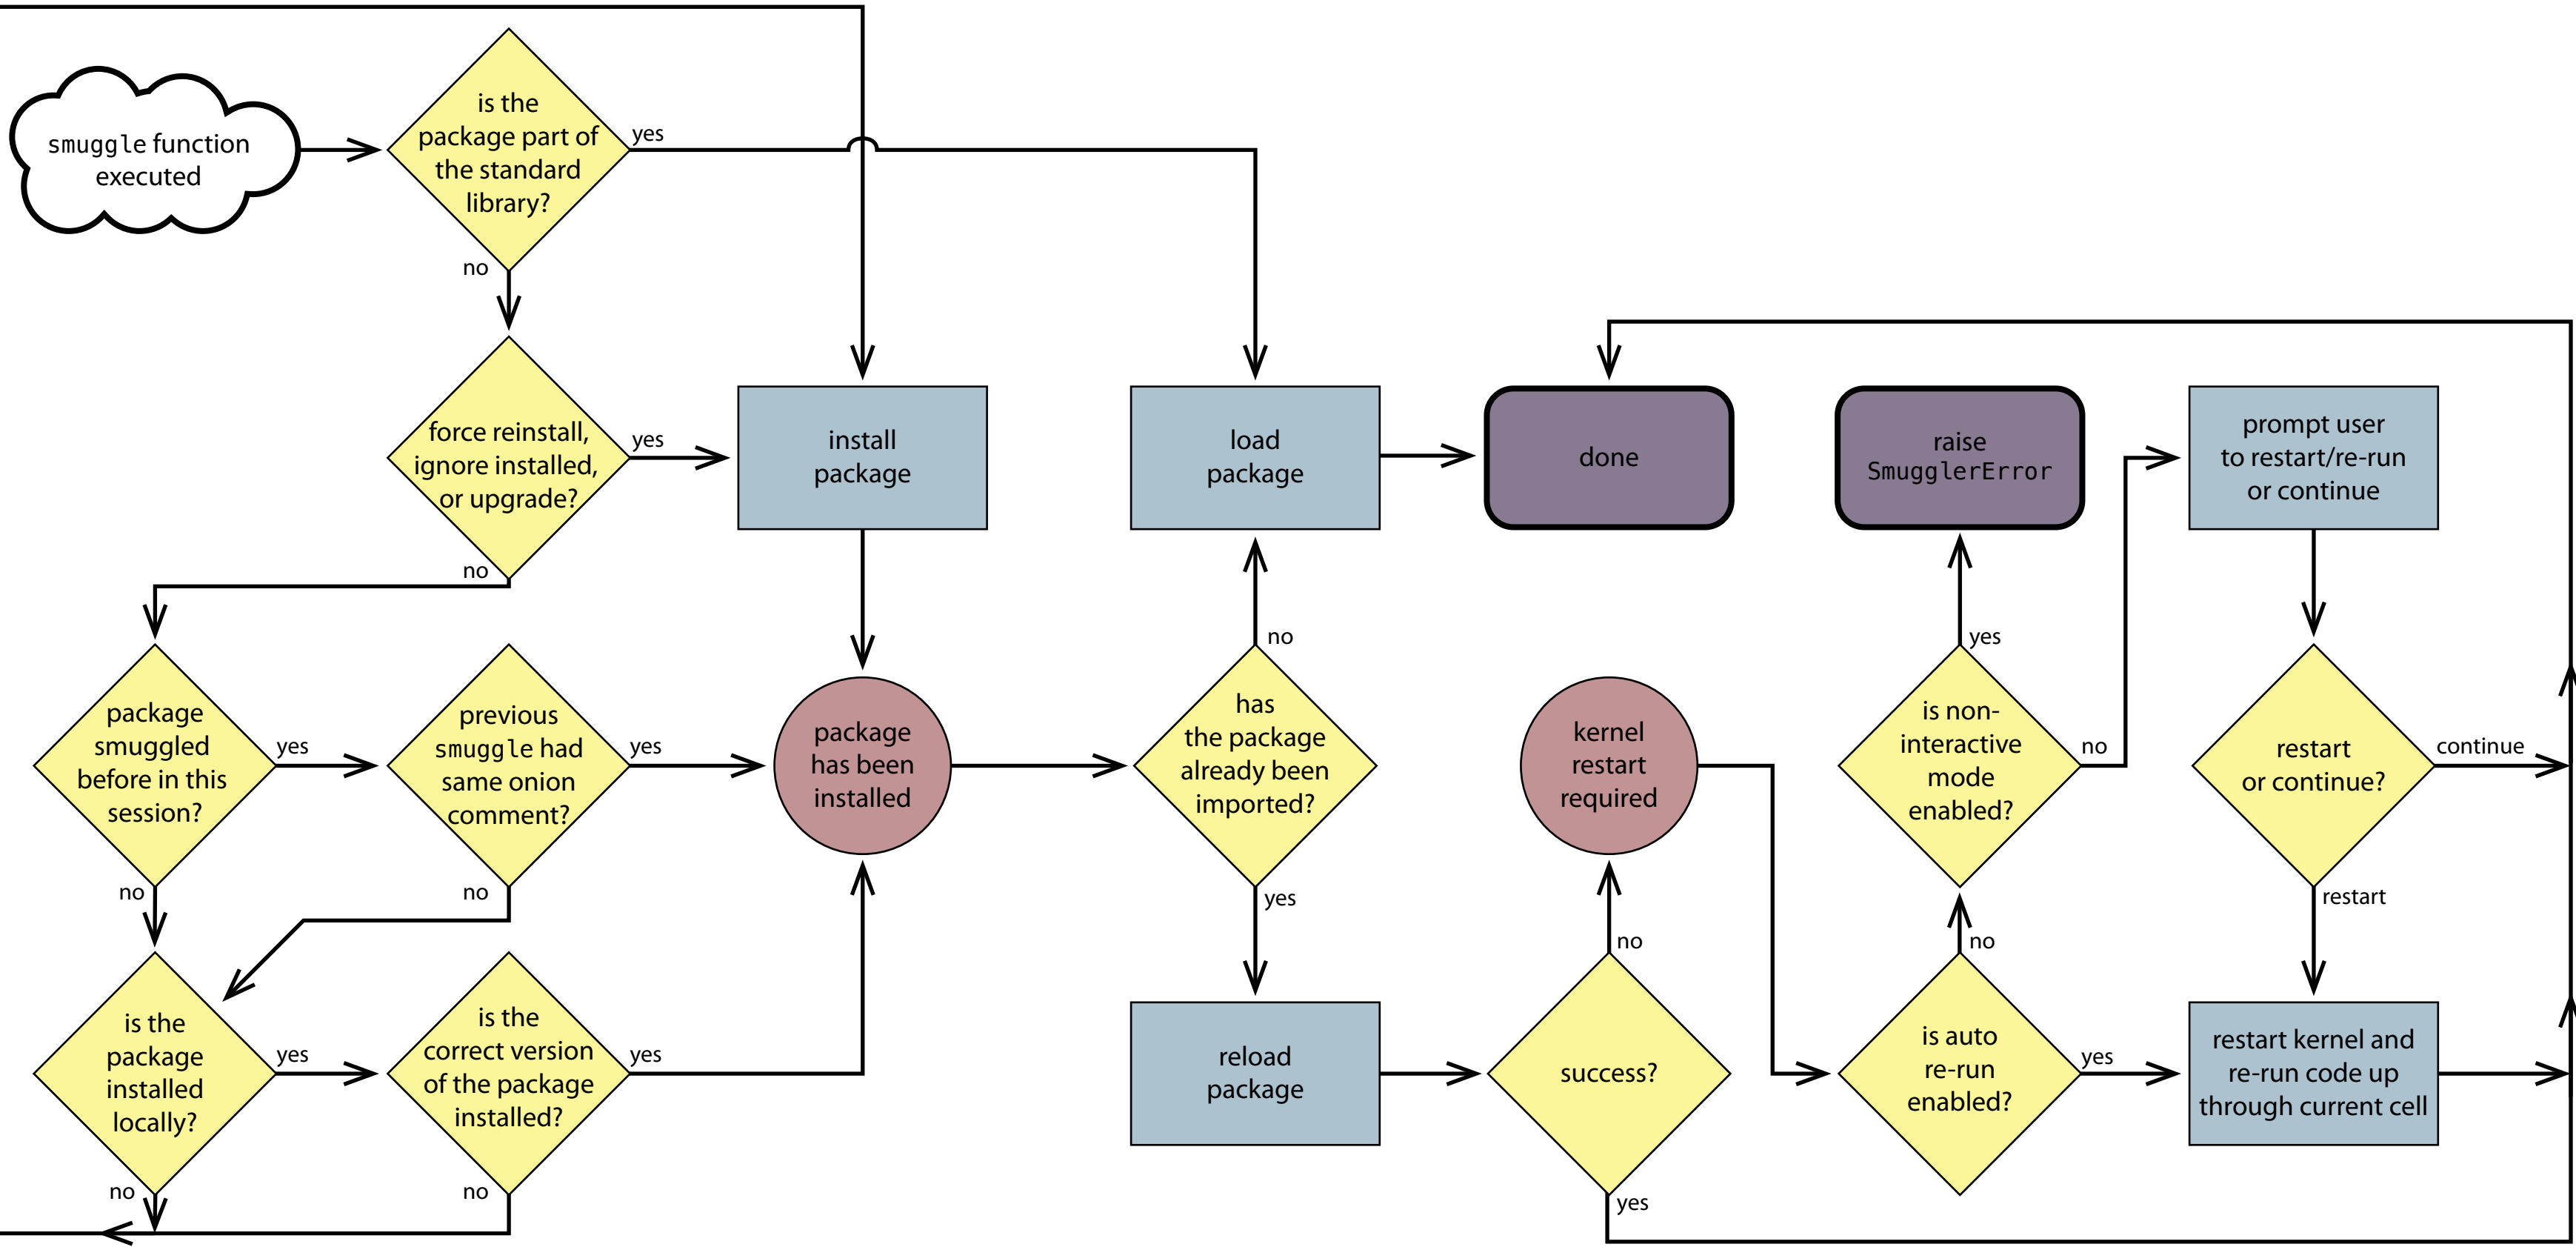 smuggle function
executed
is the
package part of
the standard
library?
yes
no
force reinstall,
ignore installed,
or upgrade?
yes
no
install
package
load
package
done
raise
SmugglerError
prompt user
to restart/re-run
or continue
package
smuggled
before in this
session?
yes
no
previous
smuggle had
same onion
comment?
yes
no
package
has been
installed
has
the package
already been
imported?
no
yes
kernel
restart
required
is non-
interactive
mode
enabled?
yes
no
restart
or continue?
continue
restart
is the
package
installed
locally?
yes
no
is the
correct version
of the package
installed?
yes
no
reload
package
success?
no
yes
is auto
re-run
enabled?
no
yes
restart kernel and
re-run code up
through current cell